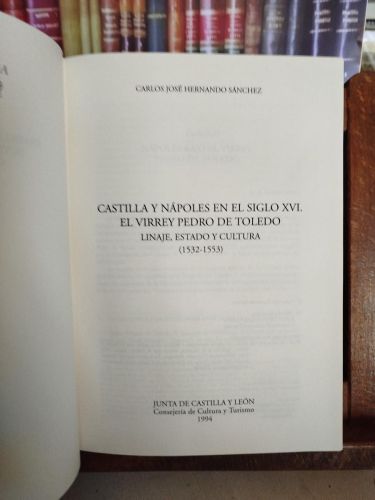 CARLOS JOSÉ HERNANDO SÁNCHEZ
CASTILLA Y NÁPOLES EN EL SIGLO XVI.
EL VIRREY PEDRO DE TOLEDO
LINAJE, ESTADO Y CULTURA
(1532-1553)
JUNTA DE CASTILLA Y LEÓN
Consejería de Cultura y Turismo
1994